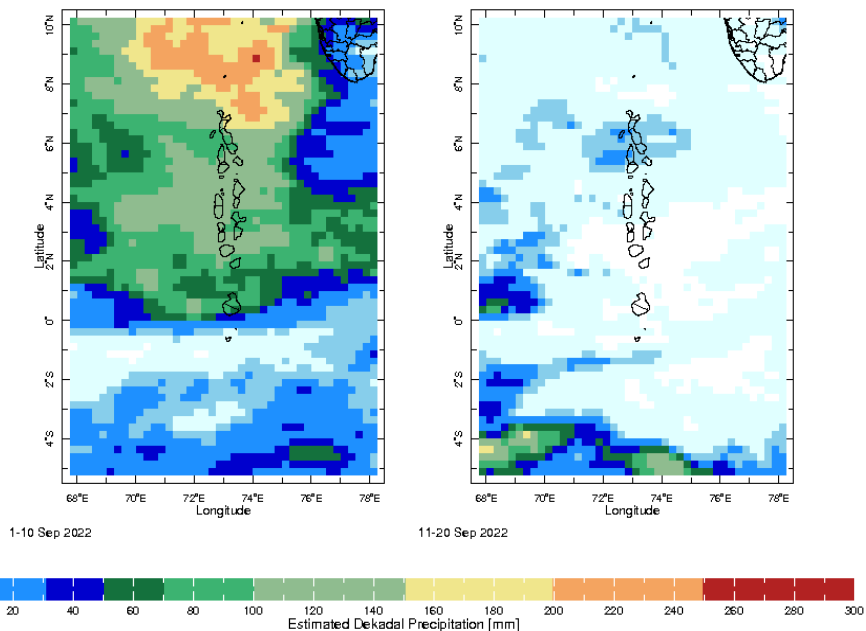 10°N
8°N
6°N
4°N
2°N
0°
2°S
4°S
Latitude
68°E 70°E 72°E 74°E 76°E 78°E
Longitude
1-10 Sep 2022
10°N
8°N
6°N
4°N
2°N
0°
2°S
4°S
Latitude
68°E 70°E 72°E 74°E 76°E 78°E
Longitude
11-20 Sep 2022
20 40 60 80 100 120 140 160 180 200 220 240 260 280 300
Estimated Dekadal Precipitation [mm]